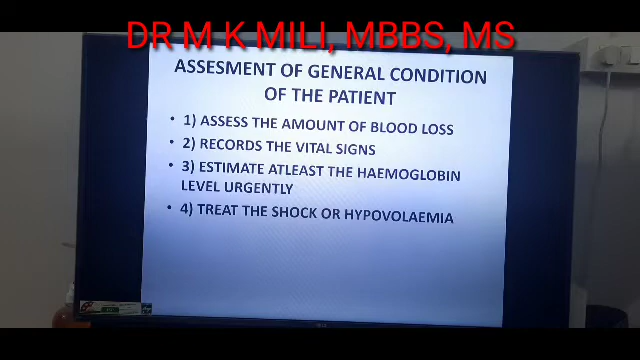 DR M K MILI, MBBS, MS
ASSESMENT OF GENERAL CONDITION
OF THE PATIENT
• 1) ASSESS THE AMOUNT OF BLOOD LOSS
• 2) RECORDS THE VITAL SIGNS
• 3) ESTIMATE ATLEAST THE HAEMOGLOBIN
LEVEL URGENTLY
• 4) TREAT THE SHOCK OR HYPOVOLAEMIA